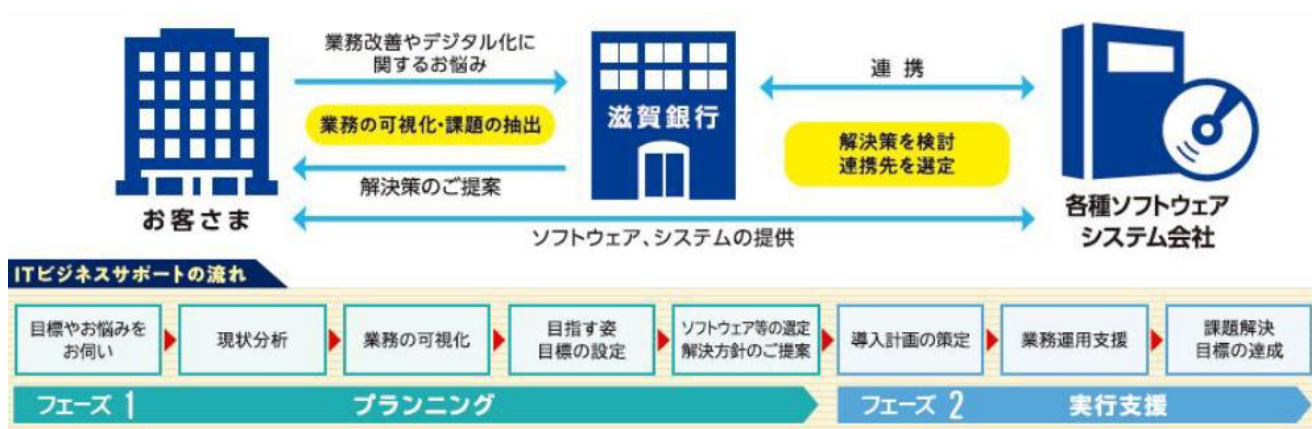 業務改善やデジタル化に
関するお悩み
業務の可視化・課題の抽出
解決策のご提案
お客さま
滋賀銀行
連携
解決策を検討
連携先を選定
各種ソフトウェア
システム会社
ソフトウェア、システムの提供
ITビジネスサポートの流れ
目標やお悩みを
お伺い
現状分析
業務の可視化
目指す姿
目標の設定
ソフトウェア等の選定
解決方針のご提案
導入計画の策定
業務運用支援
課題解決
目標の達成
フェーズ 1 プランニング
フェーズ 2 実行支援